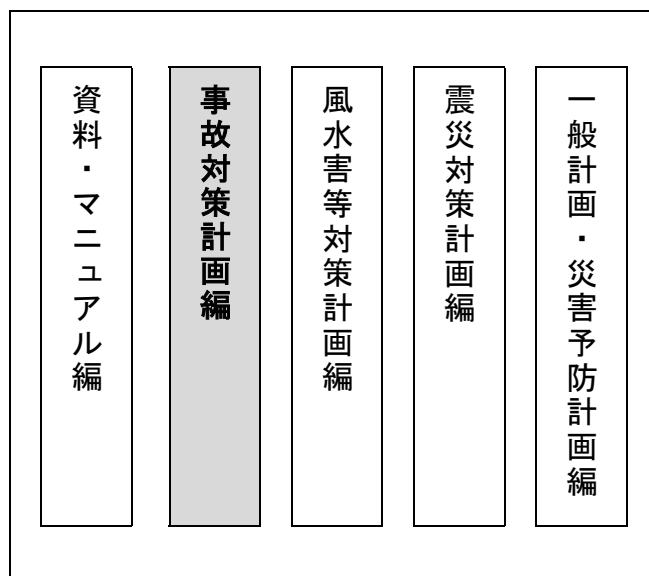 一般計画・災害予防計画編
震災対策計画編
風水害等対策計画編
事故対策計画編
資料・マニュアル編